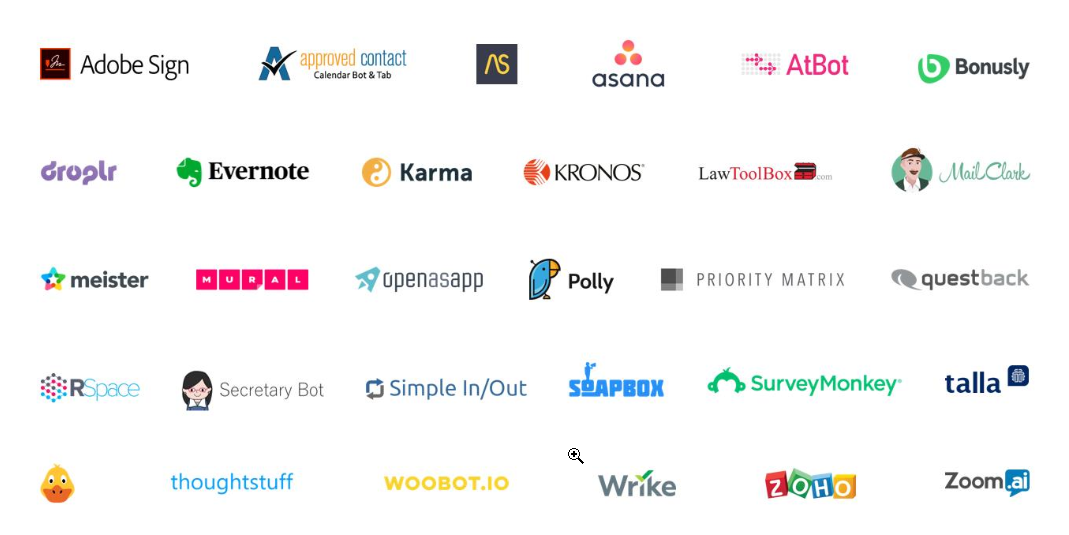 Adobe Sign
approved contact
Calendar Bot & Tab
AS
asana
AtBot
Bonusly
droplr
Evernote
Karma
KRONOS®
LawToolBox.com
MailClark
meister
MURAL
openasapp
Polly
PRIORITY MATRIX
questback
RSpace
Secretary Bot
Simple In/Out
SOAPBOX
SurveyMonkey®
talla
thoughtstuff
WOOBOT.IO
Wrike
ZOHO
Zoom.ai